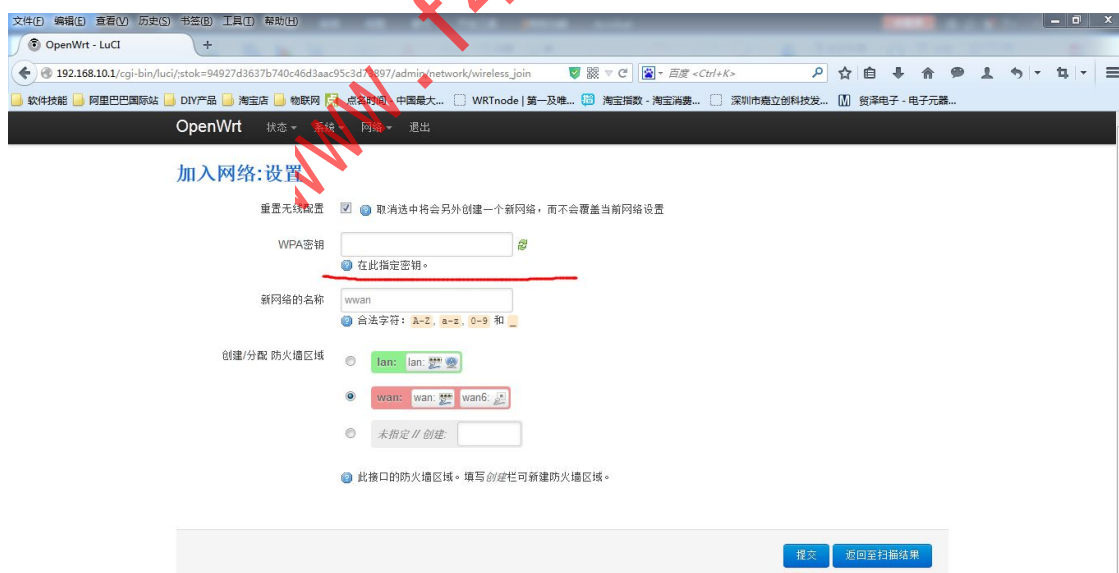 文件(F) 编辑(E) 查看(V) 历史(S) 书签(B) 工具(T) 帮助(H)
OpenWrt - LuCI
192.168.10.1/cgi-bin/luci/;stok=94927d3637b740c46d3aac95c3d7 897/admin/network/wireless_join
百度 <Ctrl+K>
软件技能 阿里巴巴国际站 DIY产品 淘宝店 物联网 点名时间 - 中国最大... WRTnode | 第一及唯... 淘宝指数 - 淘宝消费... 深圳市嘉立创科技发... 贸泽电子 - 电子元器...
OpenWrt 状态 系统 网络 退出
加入网络:设置
重置无线配置 取消选中将会另外创建一个新网络，而不会覆盖当前网络设置
WPA密钥
在此指定密钥。
新网络的名称 wwan
合法字符: A-Z, a-z, 0-9 和 _
创建/分配 防火墙区域 lan: lan:
wan: wan: wan6:
未指定 // 创建:
此接口的防火墙区域。填写创建栏可新建防火墙区域。
提交 返回至扫描结果